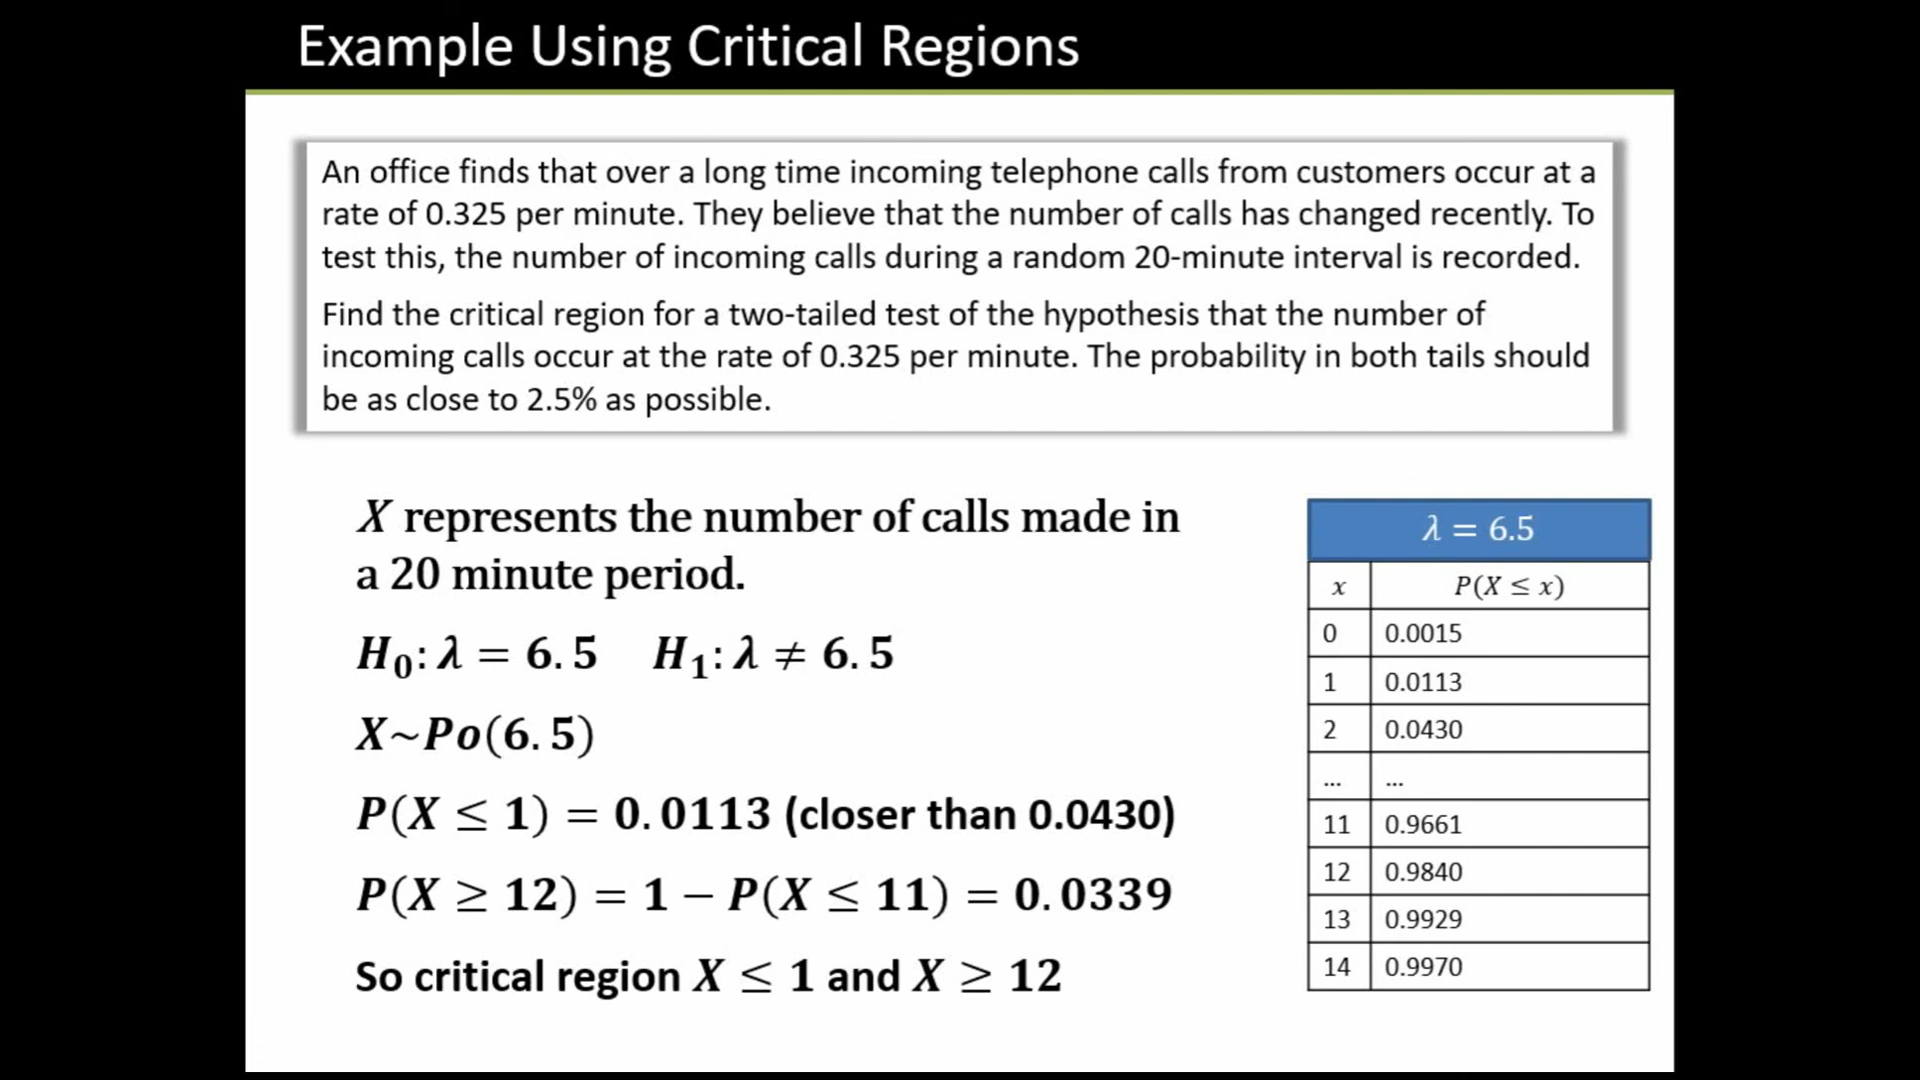 Example Using Critical Regions
An office finds that over a long time incoming telephone calls from customers occur at a
rate of 0.325 per minute. They believe that the number of calls has changed recently. To
test this, the number of incoming calls during a random 20-minute interval is recorded.
Find the critical region for a two-tailed test of the hypothesis that the number of
incoming calls occur at the rate of 0.325 per minute. The probability in both tails should
be as close to 2.5% as possible.
X represents the number of calls made in
a 20 minute period.
H₀: λ = 6.5 H₁: λ ≠ 6.5
X~Po(6.5)
P(X ≤ 1) = 0.0113 (closer than 0.0430)
P(X ≥ 12) = 1 − P(X ≤ 11) = 0.0339
So critical region X ≤ 1 and X ≥ 12
λ = 6.5
x P(X ≤ x)
0 0.0015
1 0.0113
2 0.0430
... ...
11 0.9661
12 0.9840
13 0.9929
14 0.9970